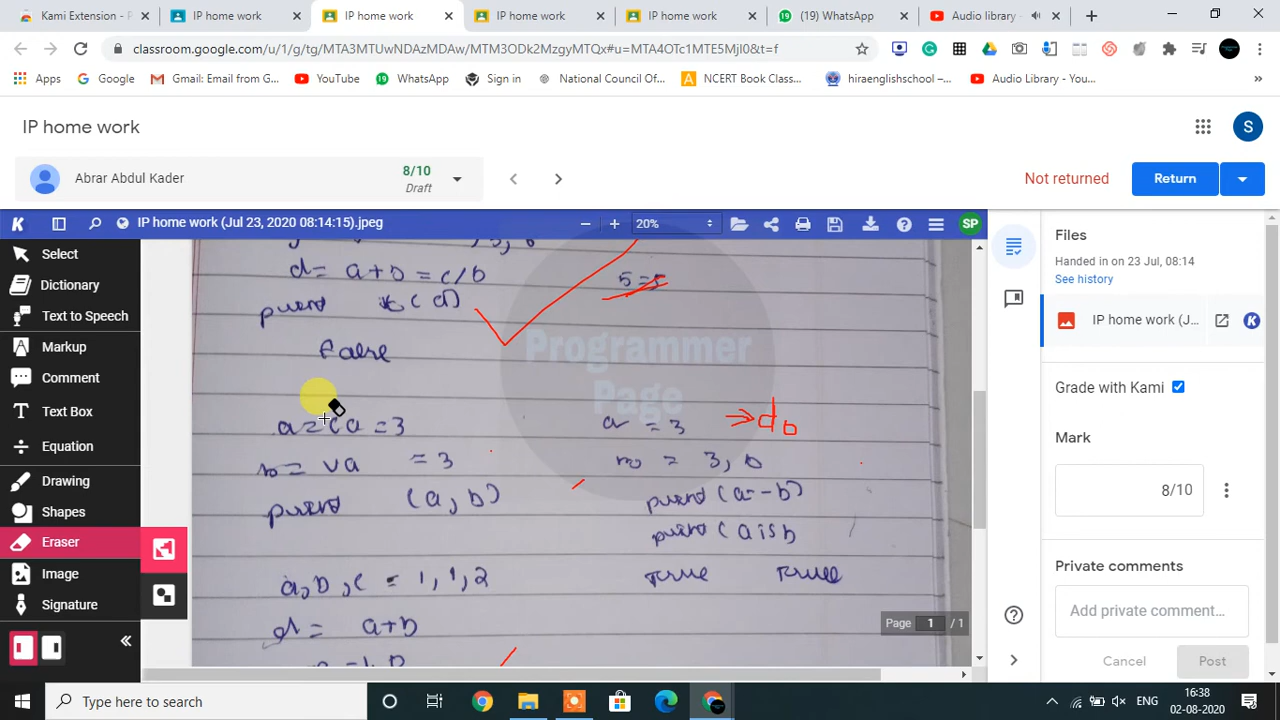 Kami Extension - Goo
IP home work
IP home work
IP home work
IP home work
(19) WhatsApp
Audio library -
classroom.google.com/u/1/g/tg/MTA3MTUwNDAzMDAw/MTM3ODk2MzgyMTQx#u=MTA4OTc1MTE5MjI0&t=f
Apps
Google
Gmail: Email from G...
YouTube
WhatsApp
Sign in
National Council Of...
NCERT Book Class...
hiraenglishschool –...
Audio Library - You...
»
IP home work
S
Abrar Abdul Kader
8/10
Draft
Not returned
Return
K
IP home work (Jul 23, 2020 08:14:15).jpeg
20%
SP
Select
Dictionary
Text to Speech
Markup
Comment
Text Box
Equation
Drawing
Shapes
Eraser
Image
Signature
d= a+b = c/b
5 =5
print (d)
False
Programmer
Page
= 3
a = 3
= 3
= 3, b
print (a, b)
print (a=-b)
print (a is b
a, b, c = 1, 1, 2
True True
d= a+b
Page 1 / 1
Files
Handed in on 23 Jul, 08:14
See history
IP home work (J...
Grade with Kami
Mark
8/10
Private comments
Add private comment...
Cancel
Post
Type here to search
ENG
16:38
02-08-2020